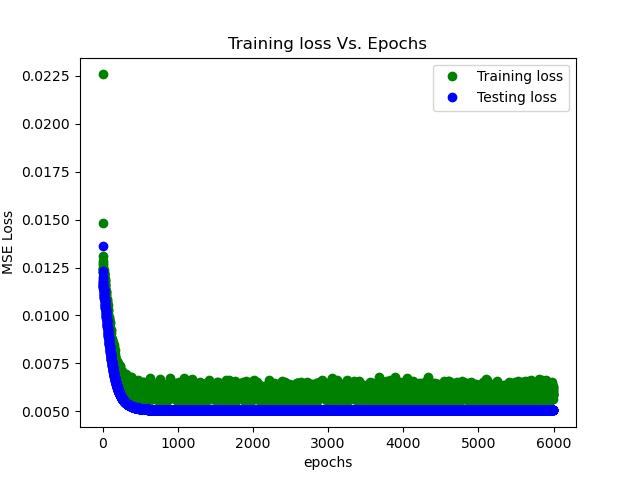 Training loss Vs. Epochs
Training loss
Testing loss
0.0225
0.0200
0.0175
0.0150
0.0125
0.0100
0.0075
0.0050
MSE Loss
0 1000 2000 3000 4000 5000 6000
epochs